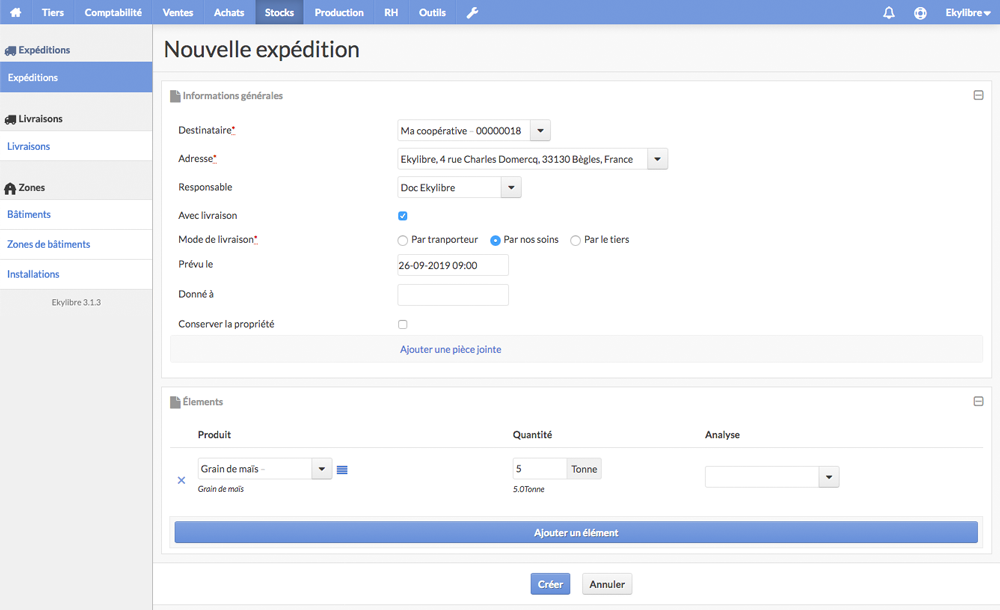 Tiers Comptabilité Ventes Achats Stocks Production RH Outils Ekylibre
Expéditions
Expéditions
Livraisons
Livraisons
Zones
Bâtiments
Zones de bâtiments
Installations
Ekylibre 3.1.3
Nouvelle expédition
Informations générales
Destinataire* Ma coopérative - 00000018
Adresse* Ekylibre, 4 rue Charles Domercq, 33130 Bègles, France
Responsable Doc Ekylibre
Avec livraison
Mode de livraison* Par tranporteur Par nos soins Par le tiers
Prévu le 26-09-2019 09:00
Donné à
Conserver la propriété
Ajouter une pièce jointe
Élements
Produit Quantité Analyse
Grain de maïs - 5 Tonne
Grain de maïs 5.0Tonne
Ajouter un élément
Créer Annuler